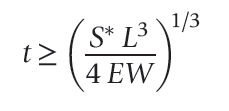 t ≥ (S* L³ / 4 EW)^1/3